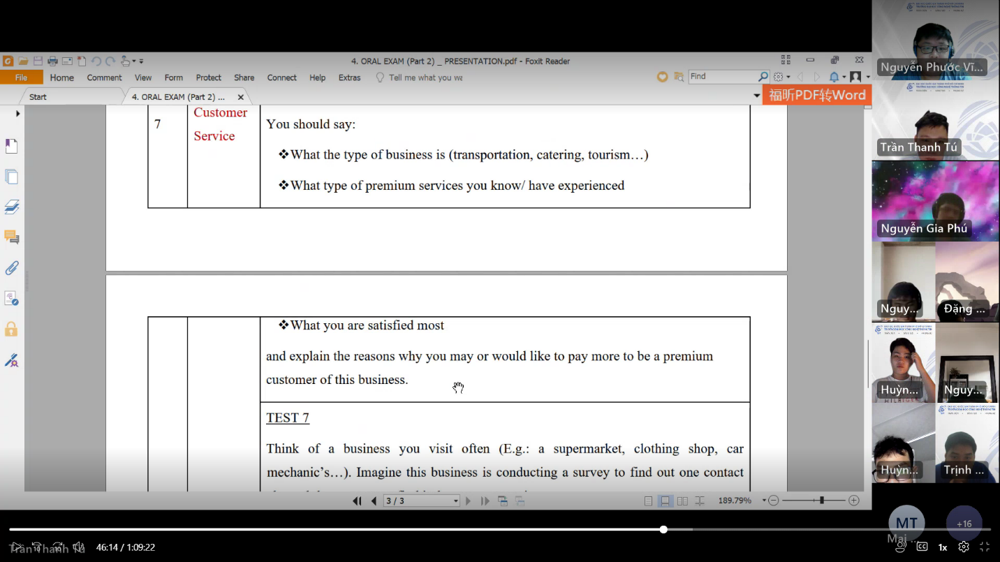 4. ORAL EXAM (Part 2) _ PRESENTATION.pdf - Foxit Reader
File Home Comment View Form Protect Share Connect Help Extras Tell me what you wa Find
Start 4. ORAL EXAM (Part 2) ...
福昕PDF转Word
7
Customer
Service
You should say:
❖What the type of business is (transportation, catering, tourism…)
❖What type of premium services you know/ have experienced
❖What you are satisfied most
and explain the reasons why you may or would like to pay more to be a premium
customer of this business.
TEST 7
Think of a business you visit often (E.g.: a supermarket, clothing shop, car
mechanic's…). Imagine this business is conducting a survey to find out one contact
3 / 3
189.79%
Nguyễn Phước Vĩ...
Trần Thanh Tú
Nguyễn Gia Phú
Nguy... Đặng ...
Huỳn... Nguy...
Huỳn... Trịnh ...
MT +16
Mai ...
Trần Thanh Tú
10 10
46:14 / 1:09:22
CC 1x